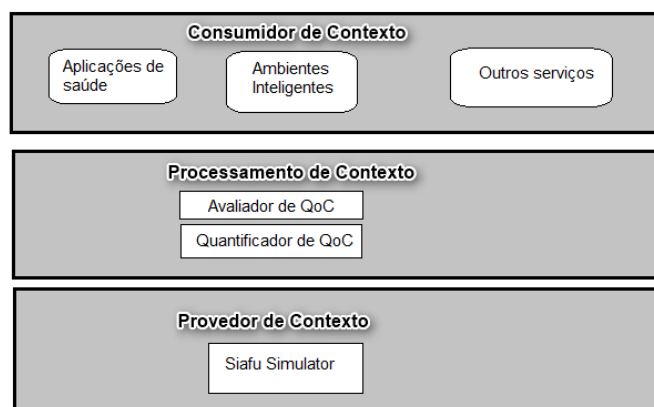 Consumidor de Contexto
Aplicações de
saúde
Ambientes
Inteligentes
Outros serviços
Processamento de Contexto
Avaliador de QoC
Quantificador de QoC
Provedor de Contexto
Siafu Simulator